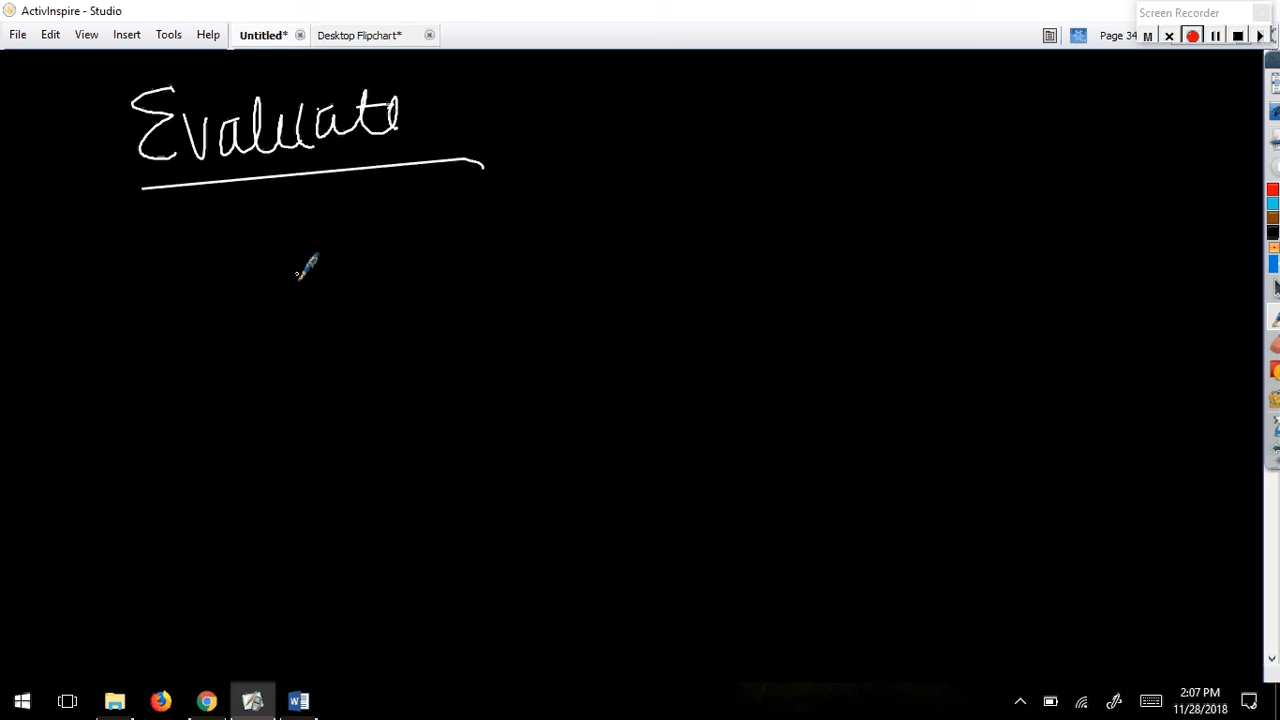 ActivInspire - Studio
Screen Recorder
File Edit View Insert Tools Help Untitled* Desktop Flipchart* Page 34 M
Evaluate
2:07 PM
11/28/2018